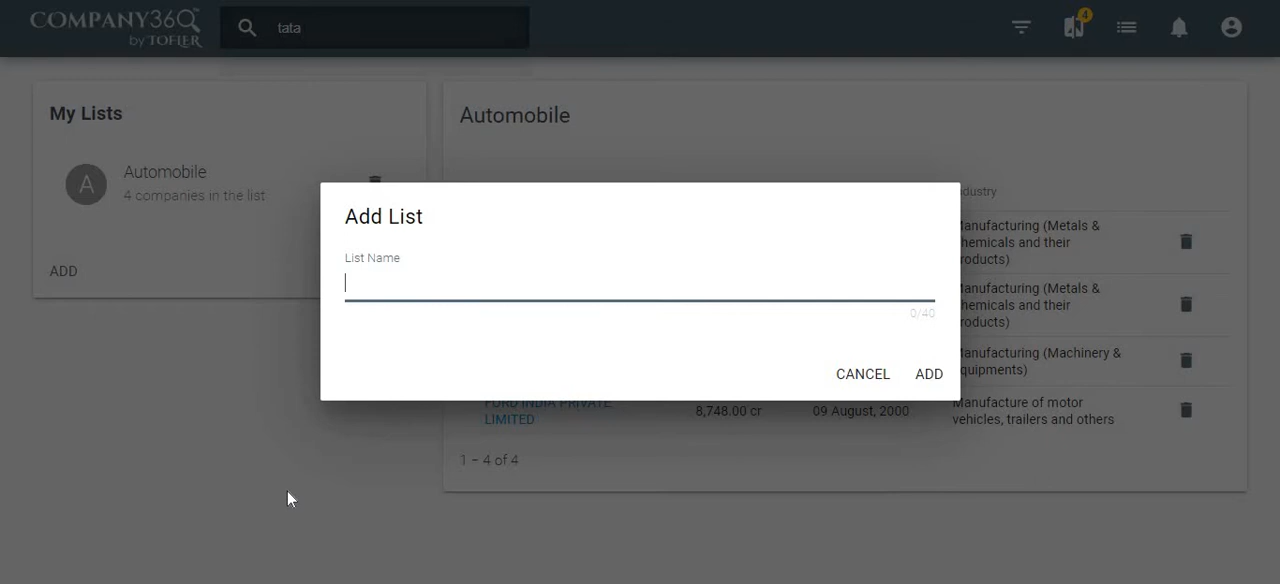 COMPANY360
by TOFLER
tata
4
My Lists
Automobile
A
Automobile
4 companies in the list
ADD
Add List
List Name
0/40
CANCEL
ADD
Manufacturing (Metals &
Chemicals and their
Products)
Manufacturing (Metals &
Chemicals and their
Products)
Manufacturing (Machinery &
Equipments)
FORD INDIA PRIVATE
LIMITED
8,748.00 cr
09 August, 2000
Manufacture of motor
vehicles, trailers and others
1 – 4 of 4